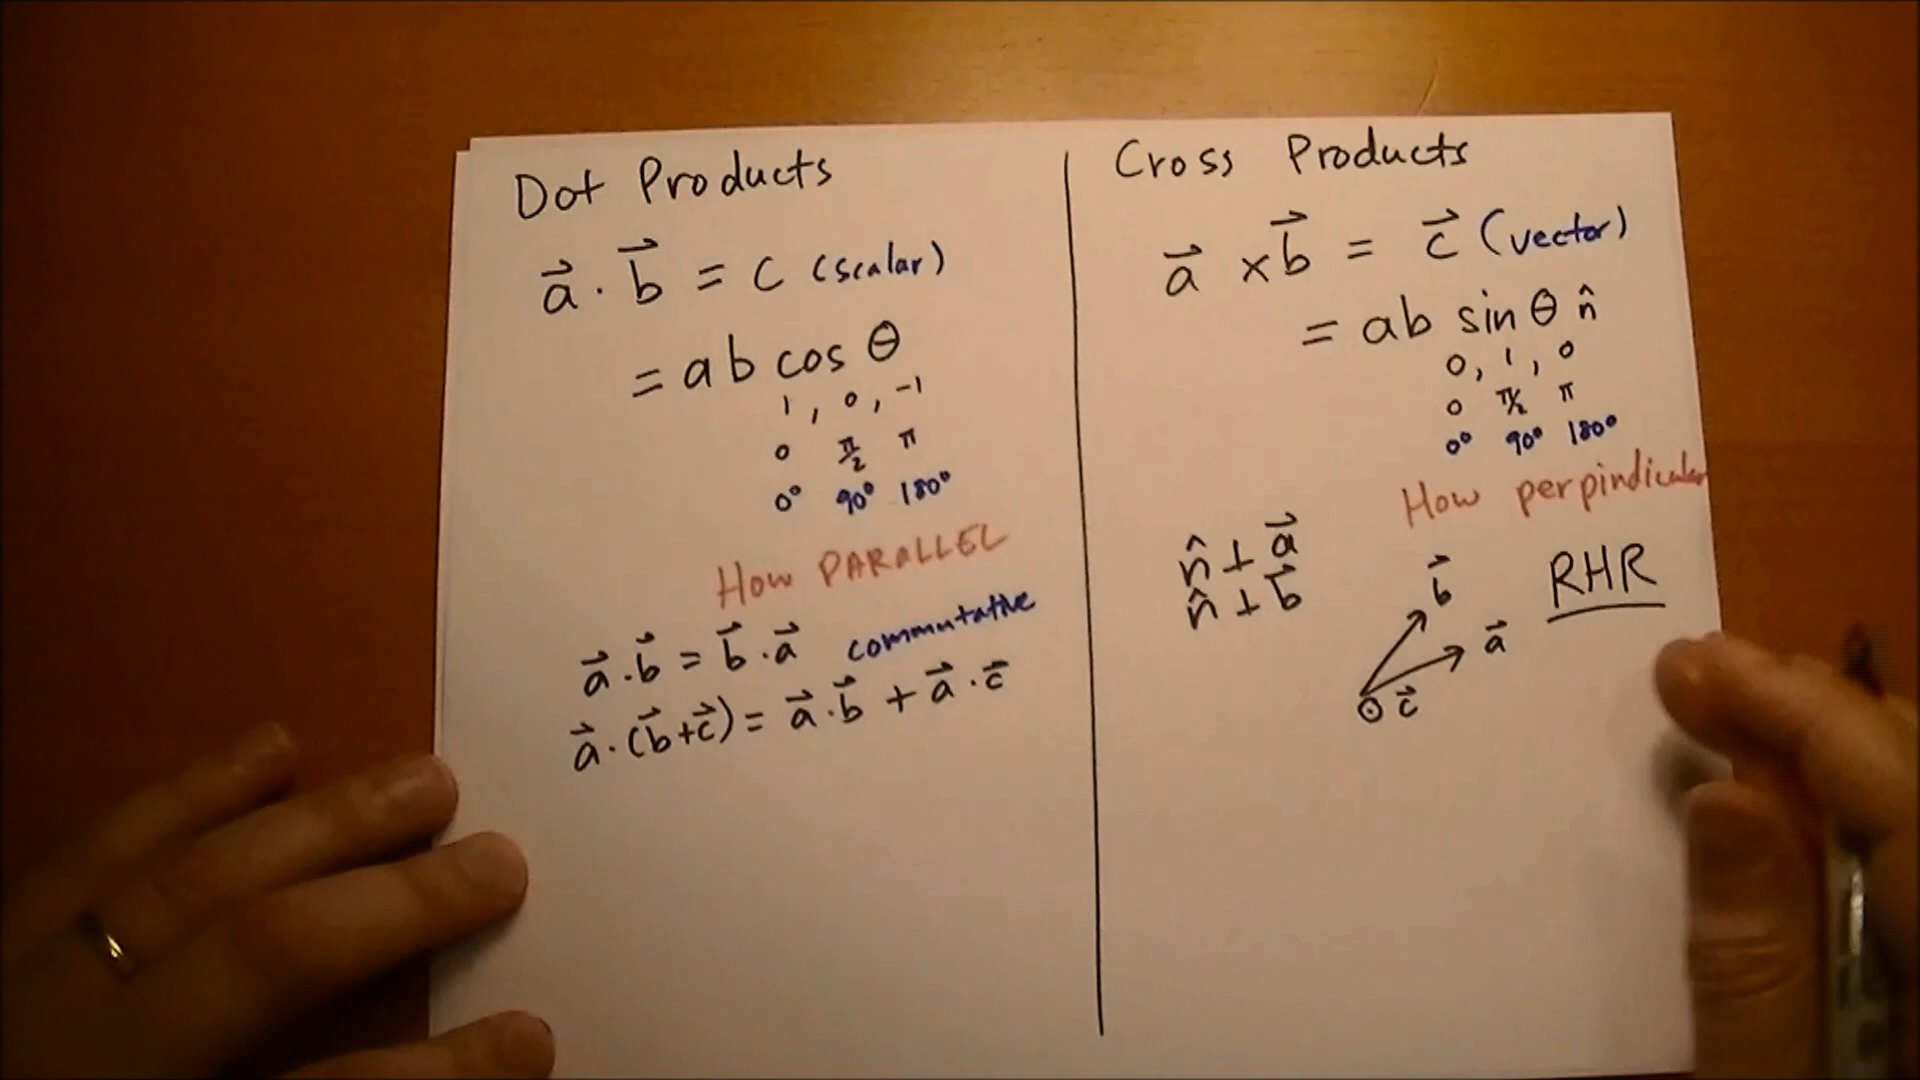 Dot Products
a⃗ · b⃗ = c (scalar)
= ab cos θ
1, 0, -1
0 π/2 π
0° 90° 180°
How PARALLEL
a⃗ · b⃗ = b⃗ · a⃗ commutative
a⃗ · (b⃗ + c⃗) = a⃗ · b⃗ + a⃗ · c⃗
Cross Products
a⃗ × b⃗ = c⃗ (vector)
= ab sin θ n̂
0, 1, 0
0 π/2 π
0° 90° 180°
How perpindicular
n̂ ⊥ a⃗
n̂ ⊥ b⃗
RHR
b⃗
a⃗
c⃗